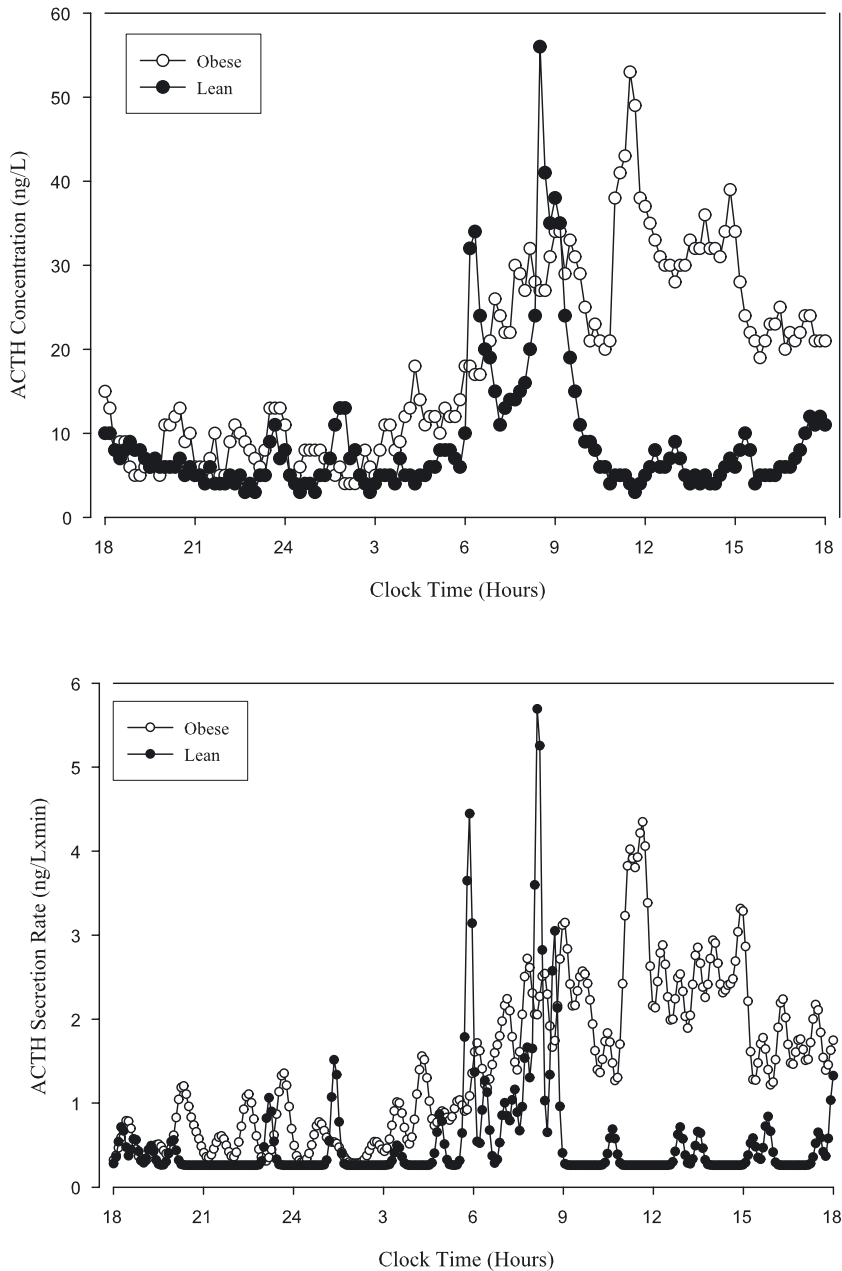 60
50
40
30
20
10
0
ACTH Concentration (ng/L)
Obese
Lean
18 21 24 3 6 9 12 15 18
Clock Time (Hours)
6
5
4
3
2
1
0
ACTH Secretion Rate (ng/Lxmin)
Obese
Lean
18 21 24 3 6 9 12 15 18
Clock Time (Hours)